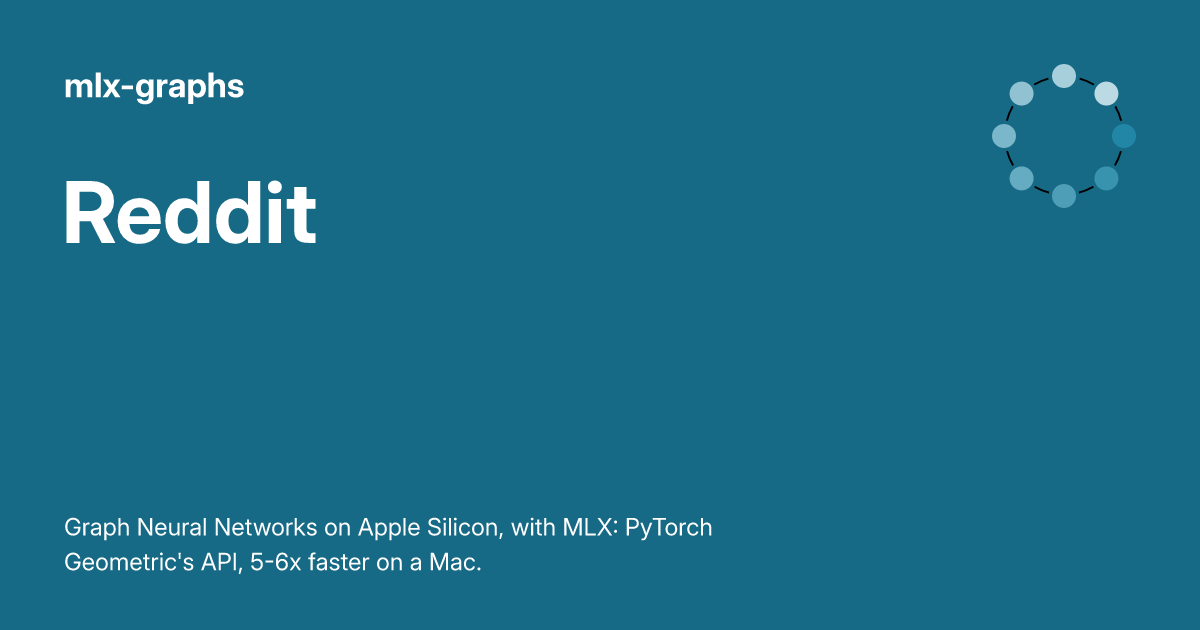 mlx-graphs
Reddit
Graph Neural Networks on Apple Silicon, with MLX: PyTorch
Geometric's API, 5-6x faster on a Mac.